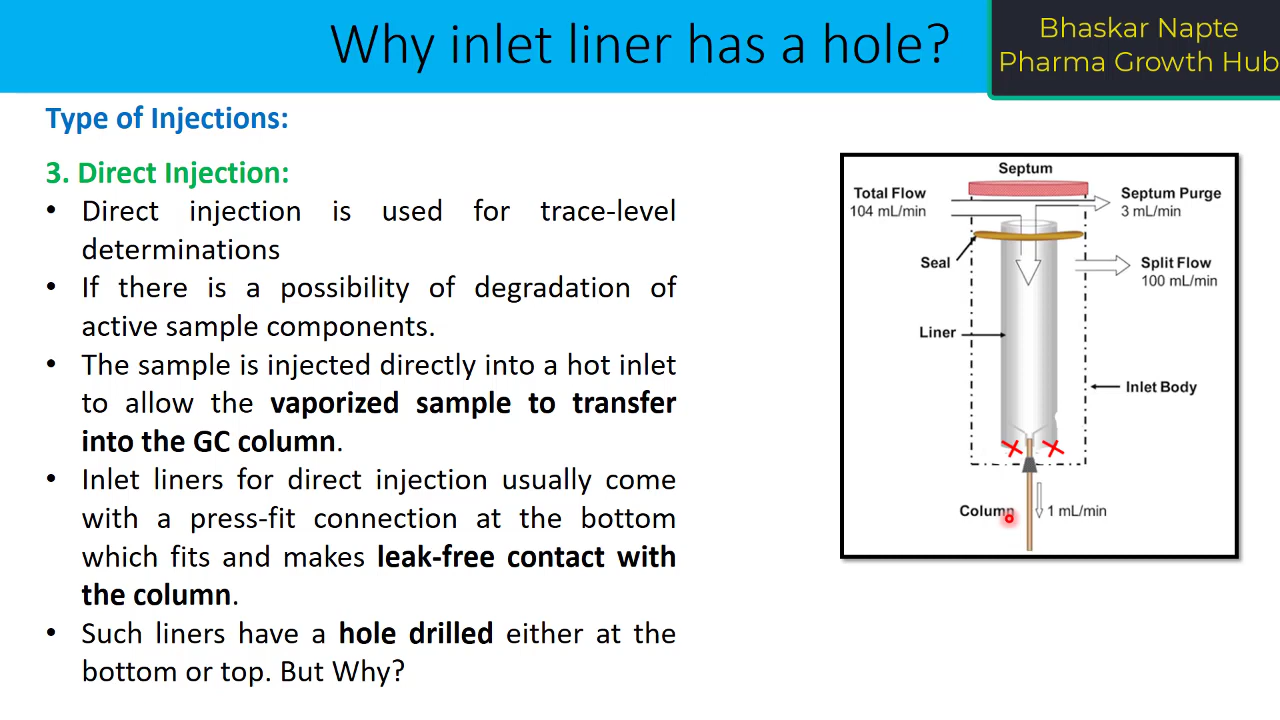 Why inlet liner has a hole?
Bhaskar Napte
Pharma Growth Hub
Type of Injections:
3. Direct Injection:
• Direct injection is used for trace-level
determinations
• If there is a possibility of degradation of
active sample components.
• The sample is injected directly into a hot inlet
to allow the vaporized sample to transfer
into the GC column.
• Inlet liners for direct injection usually come
with a press-fit connection at the bottom
which fits and makes leak-free contact with
the column.
• Such liners have a hole drilled either at the
bottom or top. But Why?
Septum
Total Flow
104 mL/min
Septum Purge
3 mL/min
Seal
Split Flow
100 mL/min
Liner
Inlet Body
Column
1 mL/min